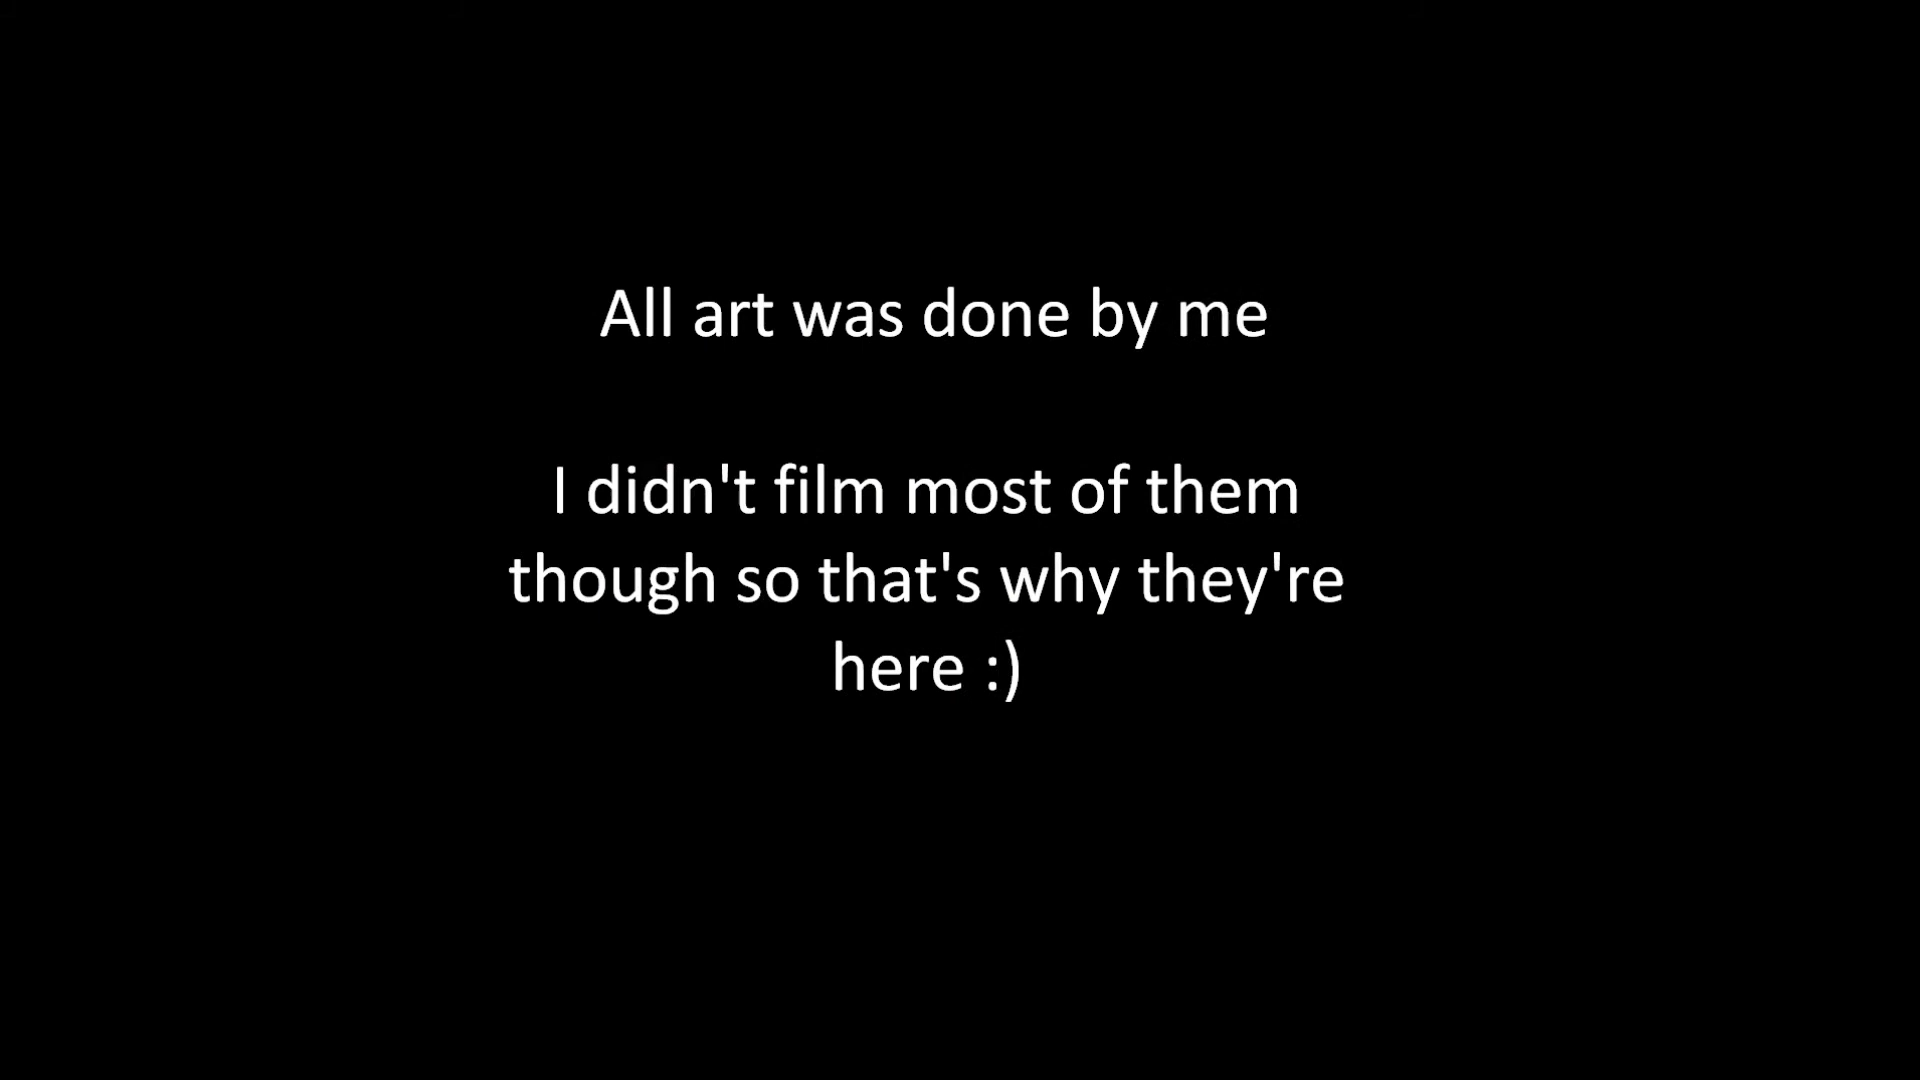 All art was done by me
I didn't film most of them
though so that's why they're
here :)